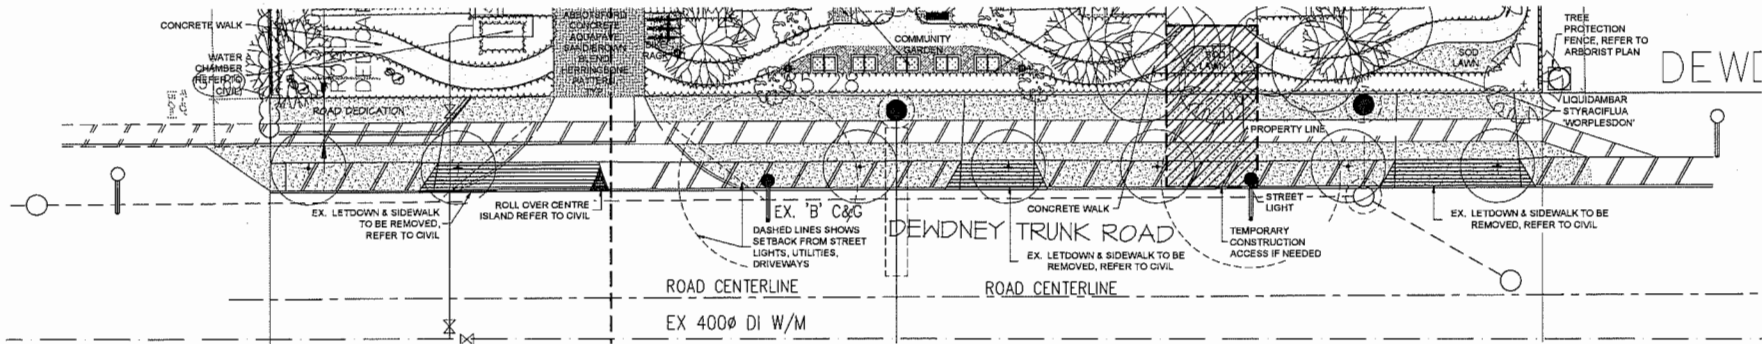 CONCRETE WALK
WATER
CHAMBER
REFER TO
CIVIL
ROAD DEDICATION
ABBOTSFORD
CONCRETE
AQUAPAVE
SAND/BROWN
BLEND
HERRINGBONE
PATTERN
COMMUNITY
GARDEN
SOD
LAWN
SOD
LAWN
TREE
PROTECTION
FENCE, REFER TO
ARBORIST PLAN
DEWD
LIQUIDAMBAR
STYRACIFLUA
'WORPLESDON'
PROPERTY LINE
EX. LETDOWN & SIDEWALK
TO BE REMOVED,
REFER TO CIVIL
ROLL OVER CENTRE
ISLAND REFER TO CIVIL
EX. 'B' C&G
DASHED LINES SHOWS
SETBACK FROM STREET
LIGHTS, UTILITIES,
DRIVEWAYS
CONCRETE WALK
DEWDNEY TRUNK ROAD
EX. LETDOWN & SIDEWALK TO BE
REMOVED, REFER TO CIVIL
STREET
LIGHT
TEMPORARY
CONSTRUCTION
ACCESS IF NEEDED
EX. LETDOWN & SIDEWALK TO BE
REMOVED, REFER TO CIVIL
ROAD CENTERLINE
ROAD CENTERLINE
EX 400ø DI W/M